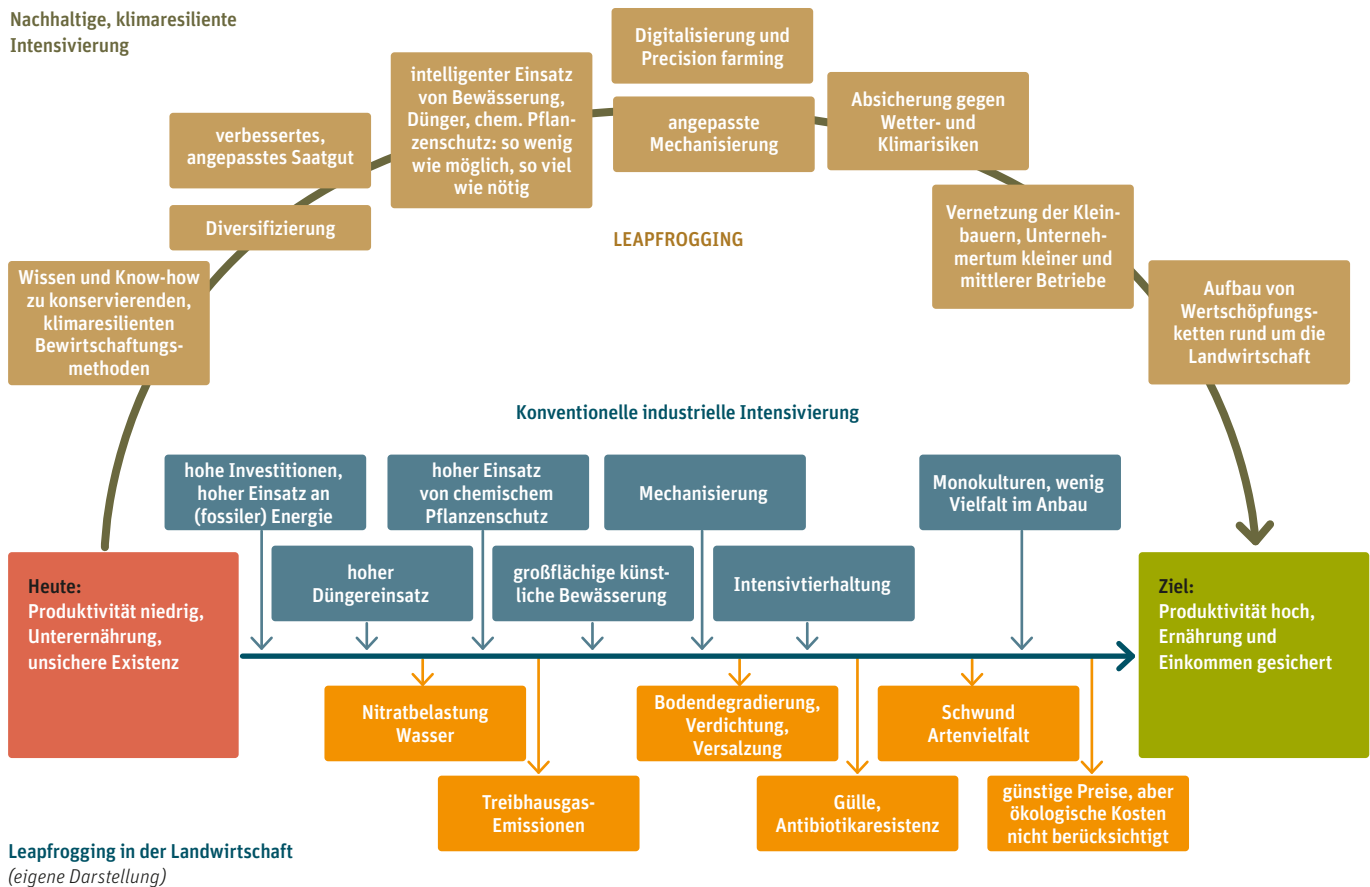 Nachhaltige, klimaresiliente
Intensivierung
Wissen und Know-how
zu konservierenden,
klimaresilienten
Bewirtschaftungs-
methoden
Diversifizierung
verbessertes,
angepasstes Saatgut
intelligenter Einsatz
von Bewässerung,
Dünger, chem. Pflan-
zenschutz: so wenig
wie möglich, so viel
wie nötig
Digitalisierung und
Precision farming
angepasste
Mechanisierung
Absicherung gegen
Wetter- und
Klimarisiken
Vernetzung der Klein-
bauern, Unterneh-
mertum kleiner und
mittlerer Betriebe
Aufbau von
Wertschöpfungs-
ketten rund um die
Landwirtschaft
LEAPFROGGING
Konventionelle industrielle Intensivierung
hohe Investitionen,
hoher Einsatz an
(fossiler) Energie
hoher
Düngereinsatz
hoher Einsatz
von chemischem
Pflanzenschutz
großflächige künst-
liche Bewässerung
Mechanisierung
Intensivtierhaltung
Monokulturen, wenig
Vielfalt im Anbau
Heute:
Produktivität niedrig,
Unterernährung,
unsichere Existenz
Ziel:
Produktivität hoch,
Ernährung und
Einkommen gesichert
Nitratbelastung
Wasser
Treibhausgas-
Emissionen
Bodendegradierung,
Verdichtung,
Versalzung
Gülle,
Antibiotikaresistenz
Schwund
Artenvielfalt
günstige Preise, aber
ökologische Kosten
nicht berücksichtigt
Leapfrogging in der Landwirtschaft
(eigene Darstellung)